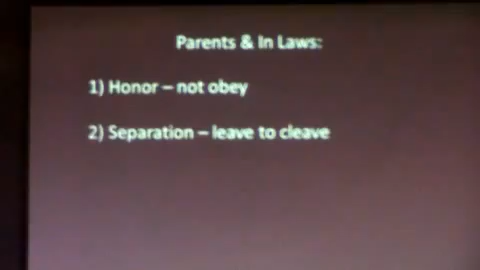 Parents & In Laws:
1) Honor – not obey
2) Separation – leave to cleave